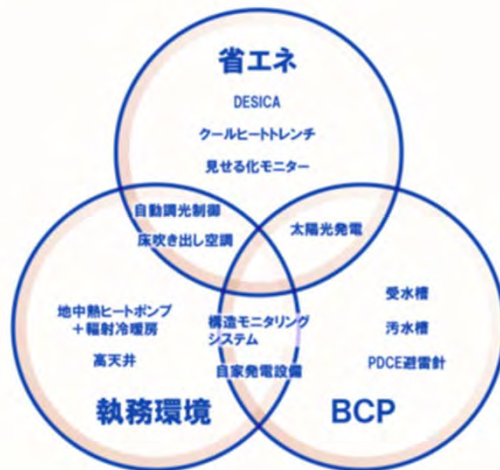 省エネ
DESICA
クールヒートトレンチ
見せる化モニター
自動調光制御
床吹き出し空調
太陽光発電
地中熱ヒートポンプ
+輻射冷暖房
高天井
執務環境
構造モニタリング
システム
自家発電設備
受水槽
汚水槽
PDCE避雷針
BCP